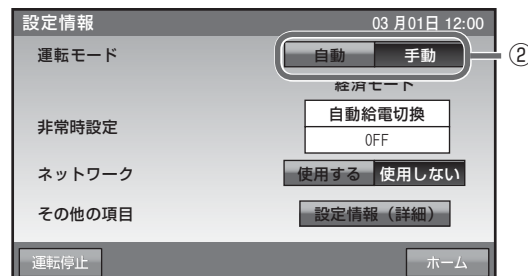 設定情報 03月01日 12:00
運転モード 自動 手動 ②
経済モード
非常時設定 自動給電切換
OFF
ネットワーク 使用する 使用しない
その他の項目 設定情報（詳細）
運転停止 ホーム